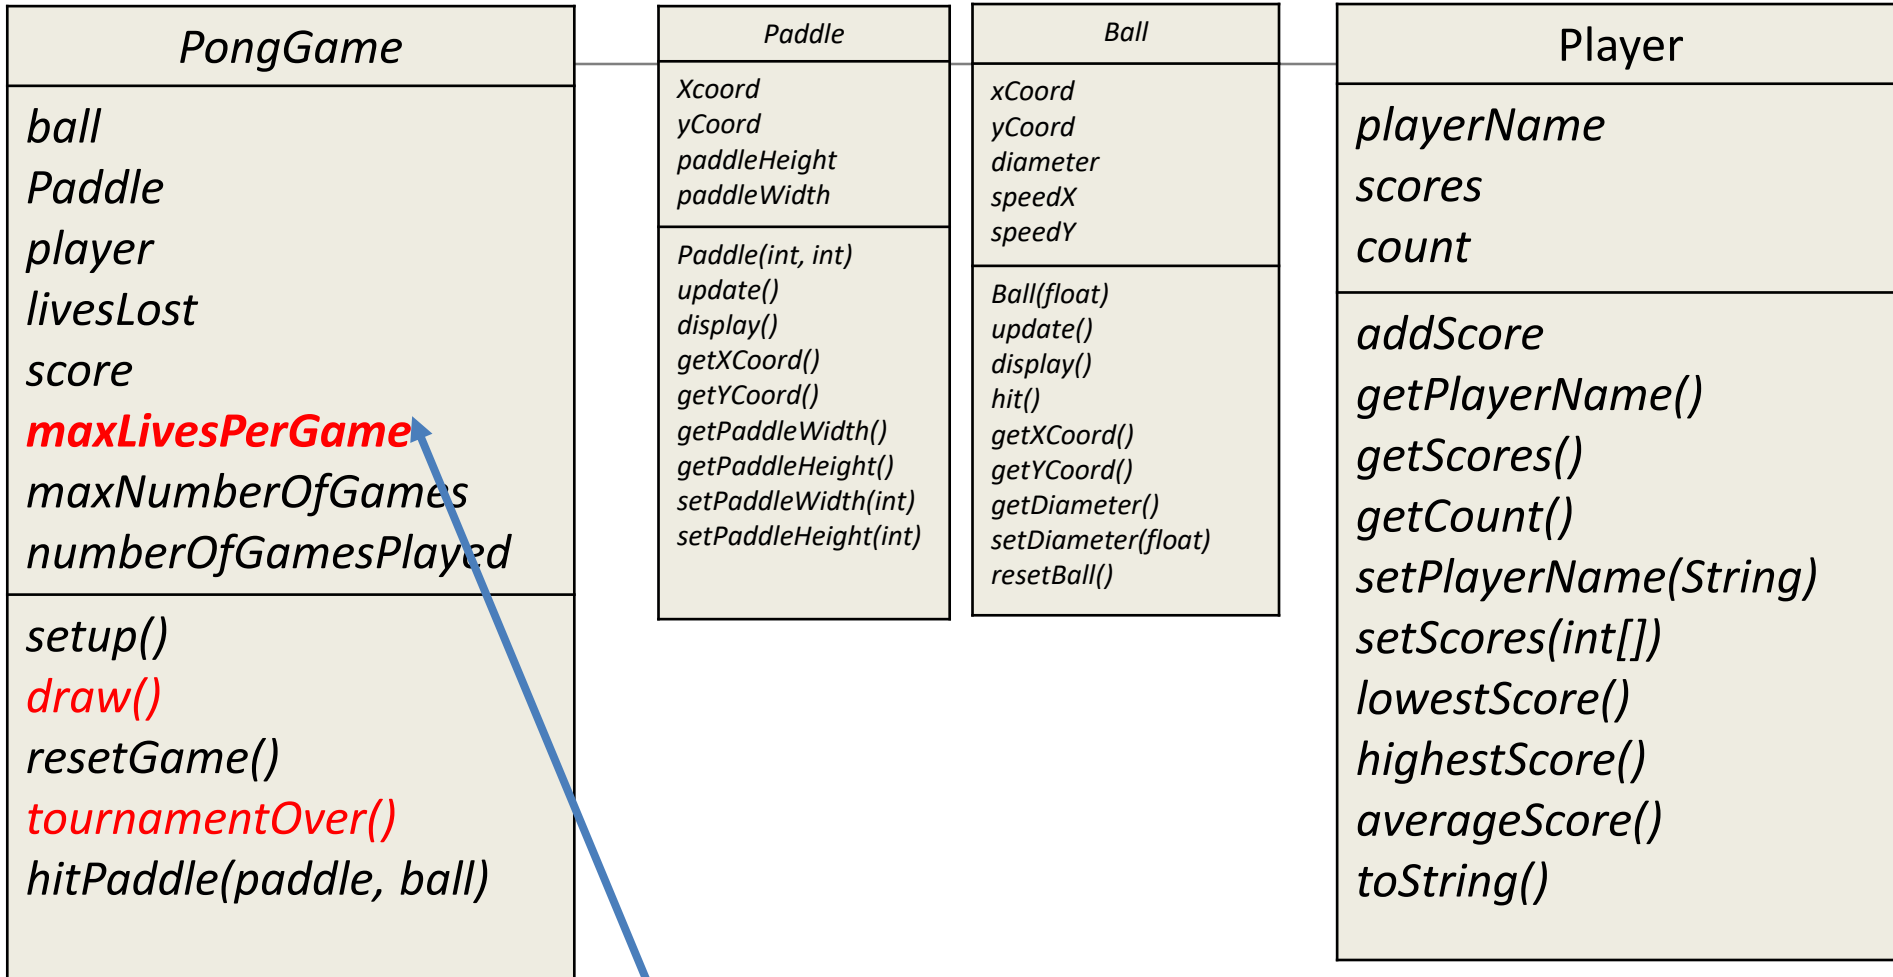 PongGame
ball
Paddle
player
livesLost
score
maxLivesPerGame
maxNumberOfGames
numberOfGamesPlayed
setup()
draw()
resetGame()
tournamentOver()
hitPaddle(paddle, ball)
Paddle
Xcoord
yCoord
paddleHeight
paddleWidth
Paddle(int, int)
update()
display()
getXCoord()
getYCoord()
getPaddleWidth()
getPaddleHeight()
setPaddleWidth(int)
setPaddleHeight(int)
Ball
xCoord
yCoord
diameter
speedX
speedY
Ball(float)
update()
display()
hit()
getXCoord()
getYCoord()
getDiameter()
setDiameter(float)
resetBall()
Player
playerName
scores
count
addScore
getPlayerName()
getScores()
getCount()
setPlayerName(String)
setScores(int[])
lowestScore()
highestScore()
averageScore()
toString()